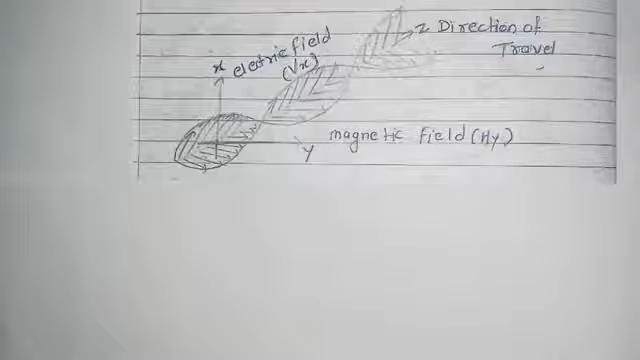 z Direction of
Travel
x electric field
(Vx)
magnetic field (Hy)
y